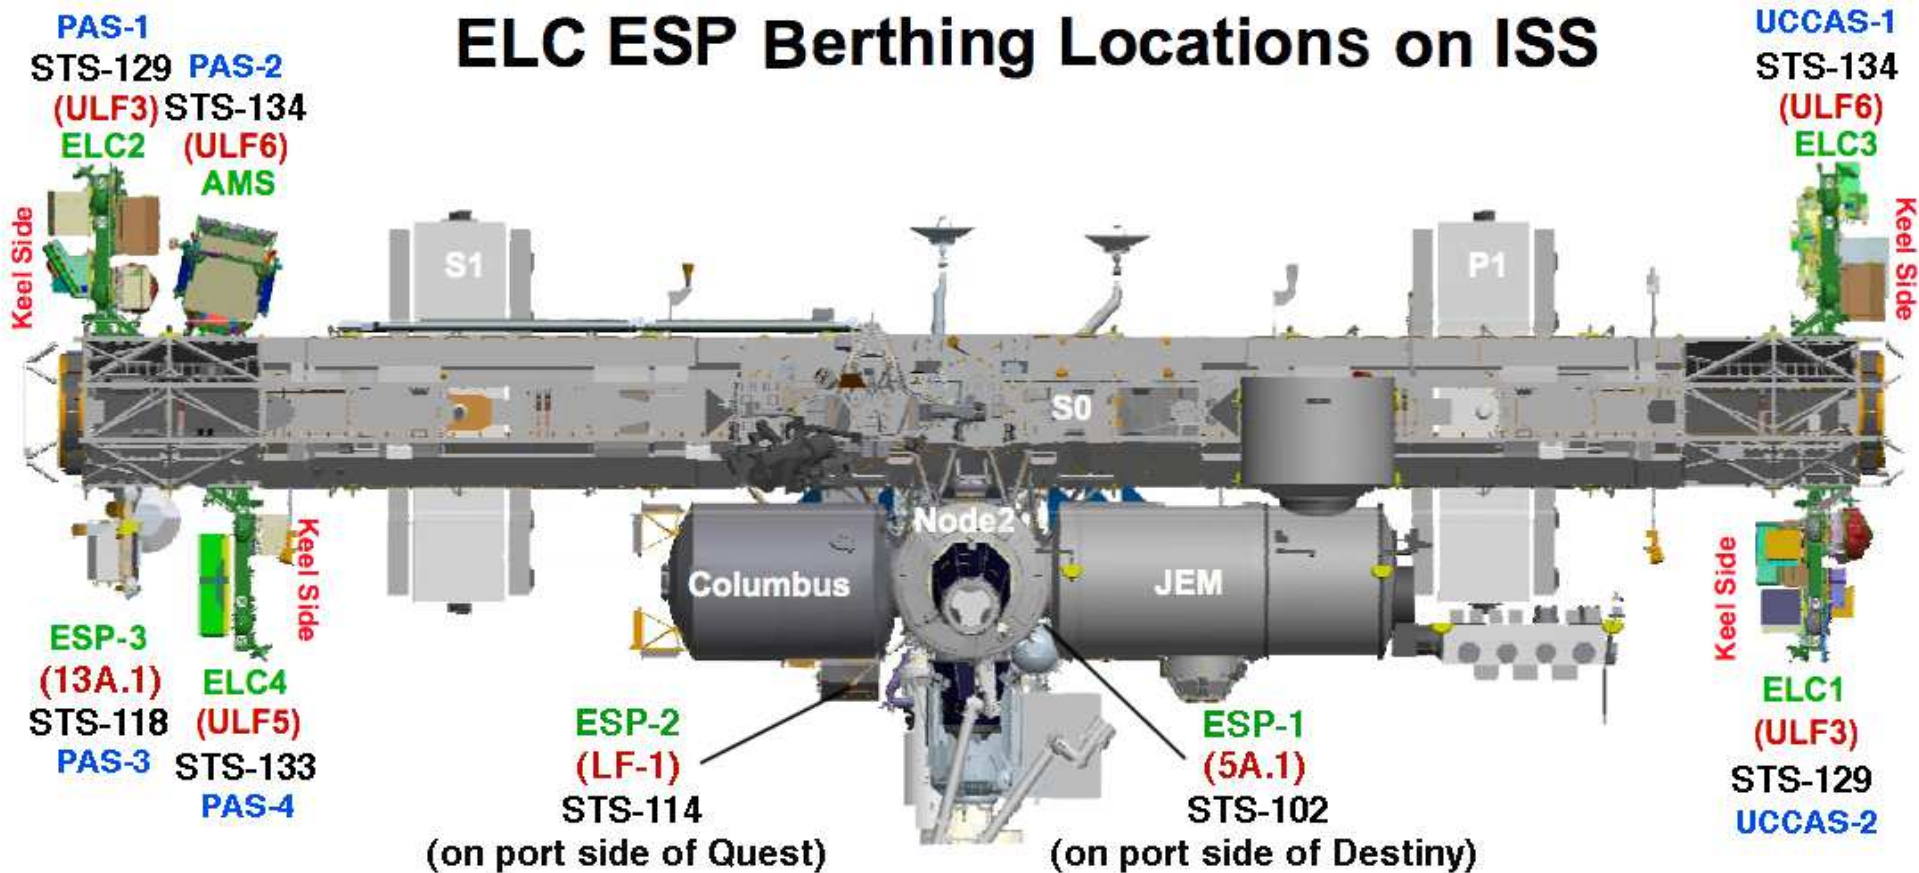 ELC ESP Berthing Locations on ISS
PAS-1
STS-129
(ULF3)
ELC2
PAS-2
STS-134
(ULF6)
AMS
UCCAS-1
STS-134
(ULF6)
ELC3
Keel Side
S1
P1
Keel Side
S0
Node2
Columbus
JEM
Keel Side
Keel Side
ESP-3
(13A.1)
STS-118
PAS-3
ELC4
(ULF5)
STS-133
PAS-4
ESP-2
(LF-1)
STS-114
(on port side of Quest)
ESP-1
(5A.1)
STS-102
(on port side of Destiny)
ELC1
(ULF3)
STS-129
UCCAS-2